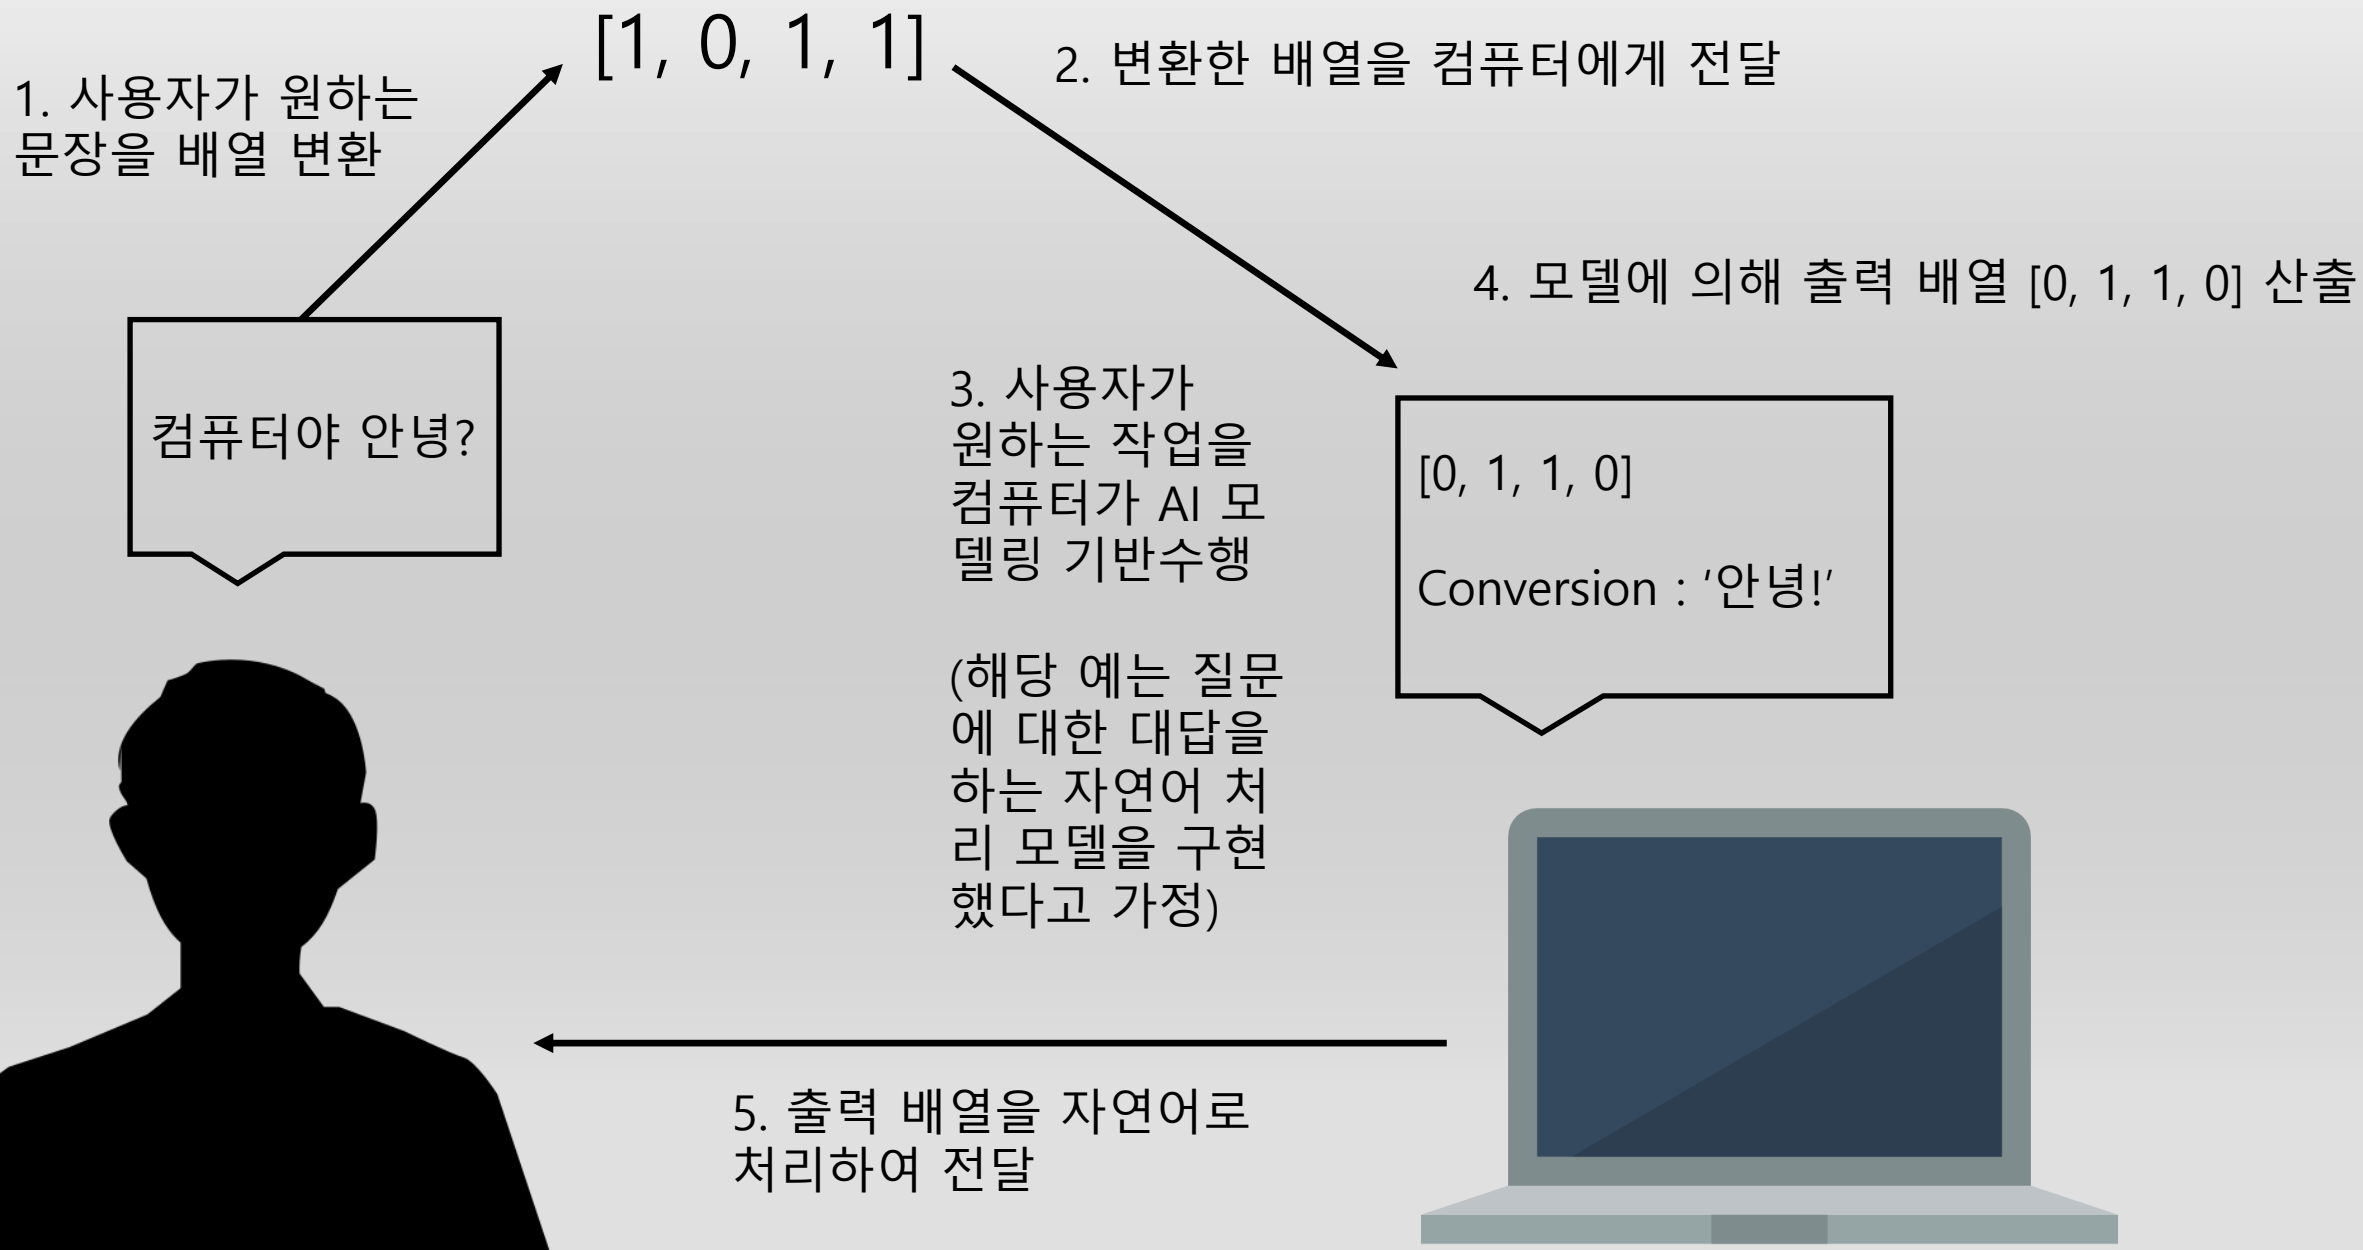 [1, 0, 1, 1]
1. 사용자가 원하는
문장을 배열 변환
2. 변환한 배열을 컴퓨터에게 전달
컴퓨터야 안녕?
3. 사용자가
원하는 작업을
컴퓨터가 AI 모
델링 기반수행
(해당 예는 질문
에 대한 대답을
하는 자연어 처
리 모델을 구현
했다고 가정)
4. 모델에 의해 출력 배열 [0, 1, 1, 0] 산출
[0, 1, 1, 0]
Conversion : ‘안녕!’
5. 출력 배열을 자연어로
처리하여 전달